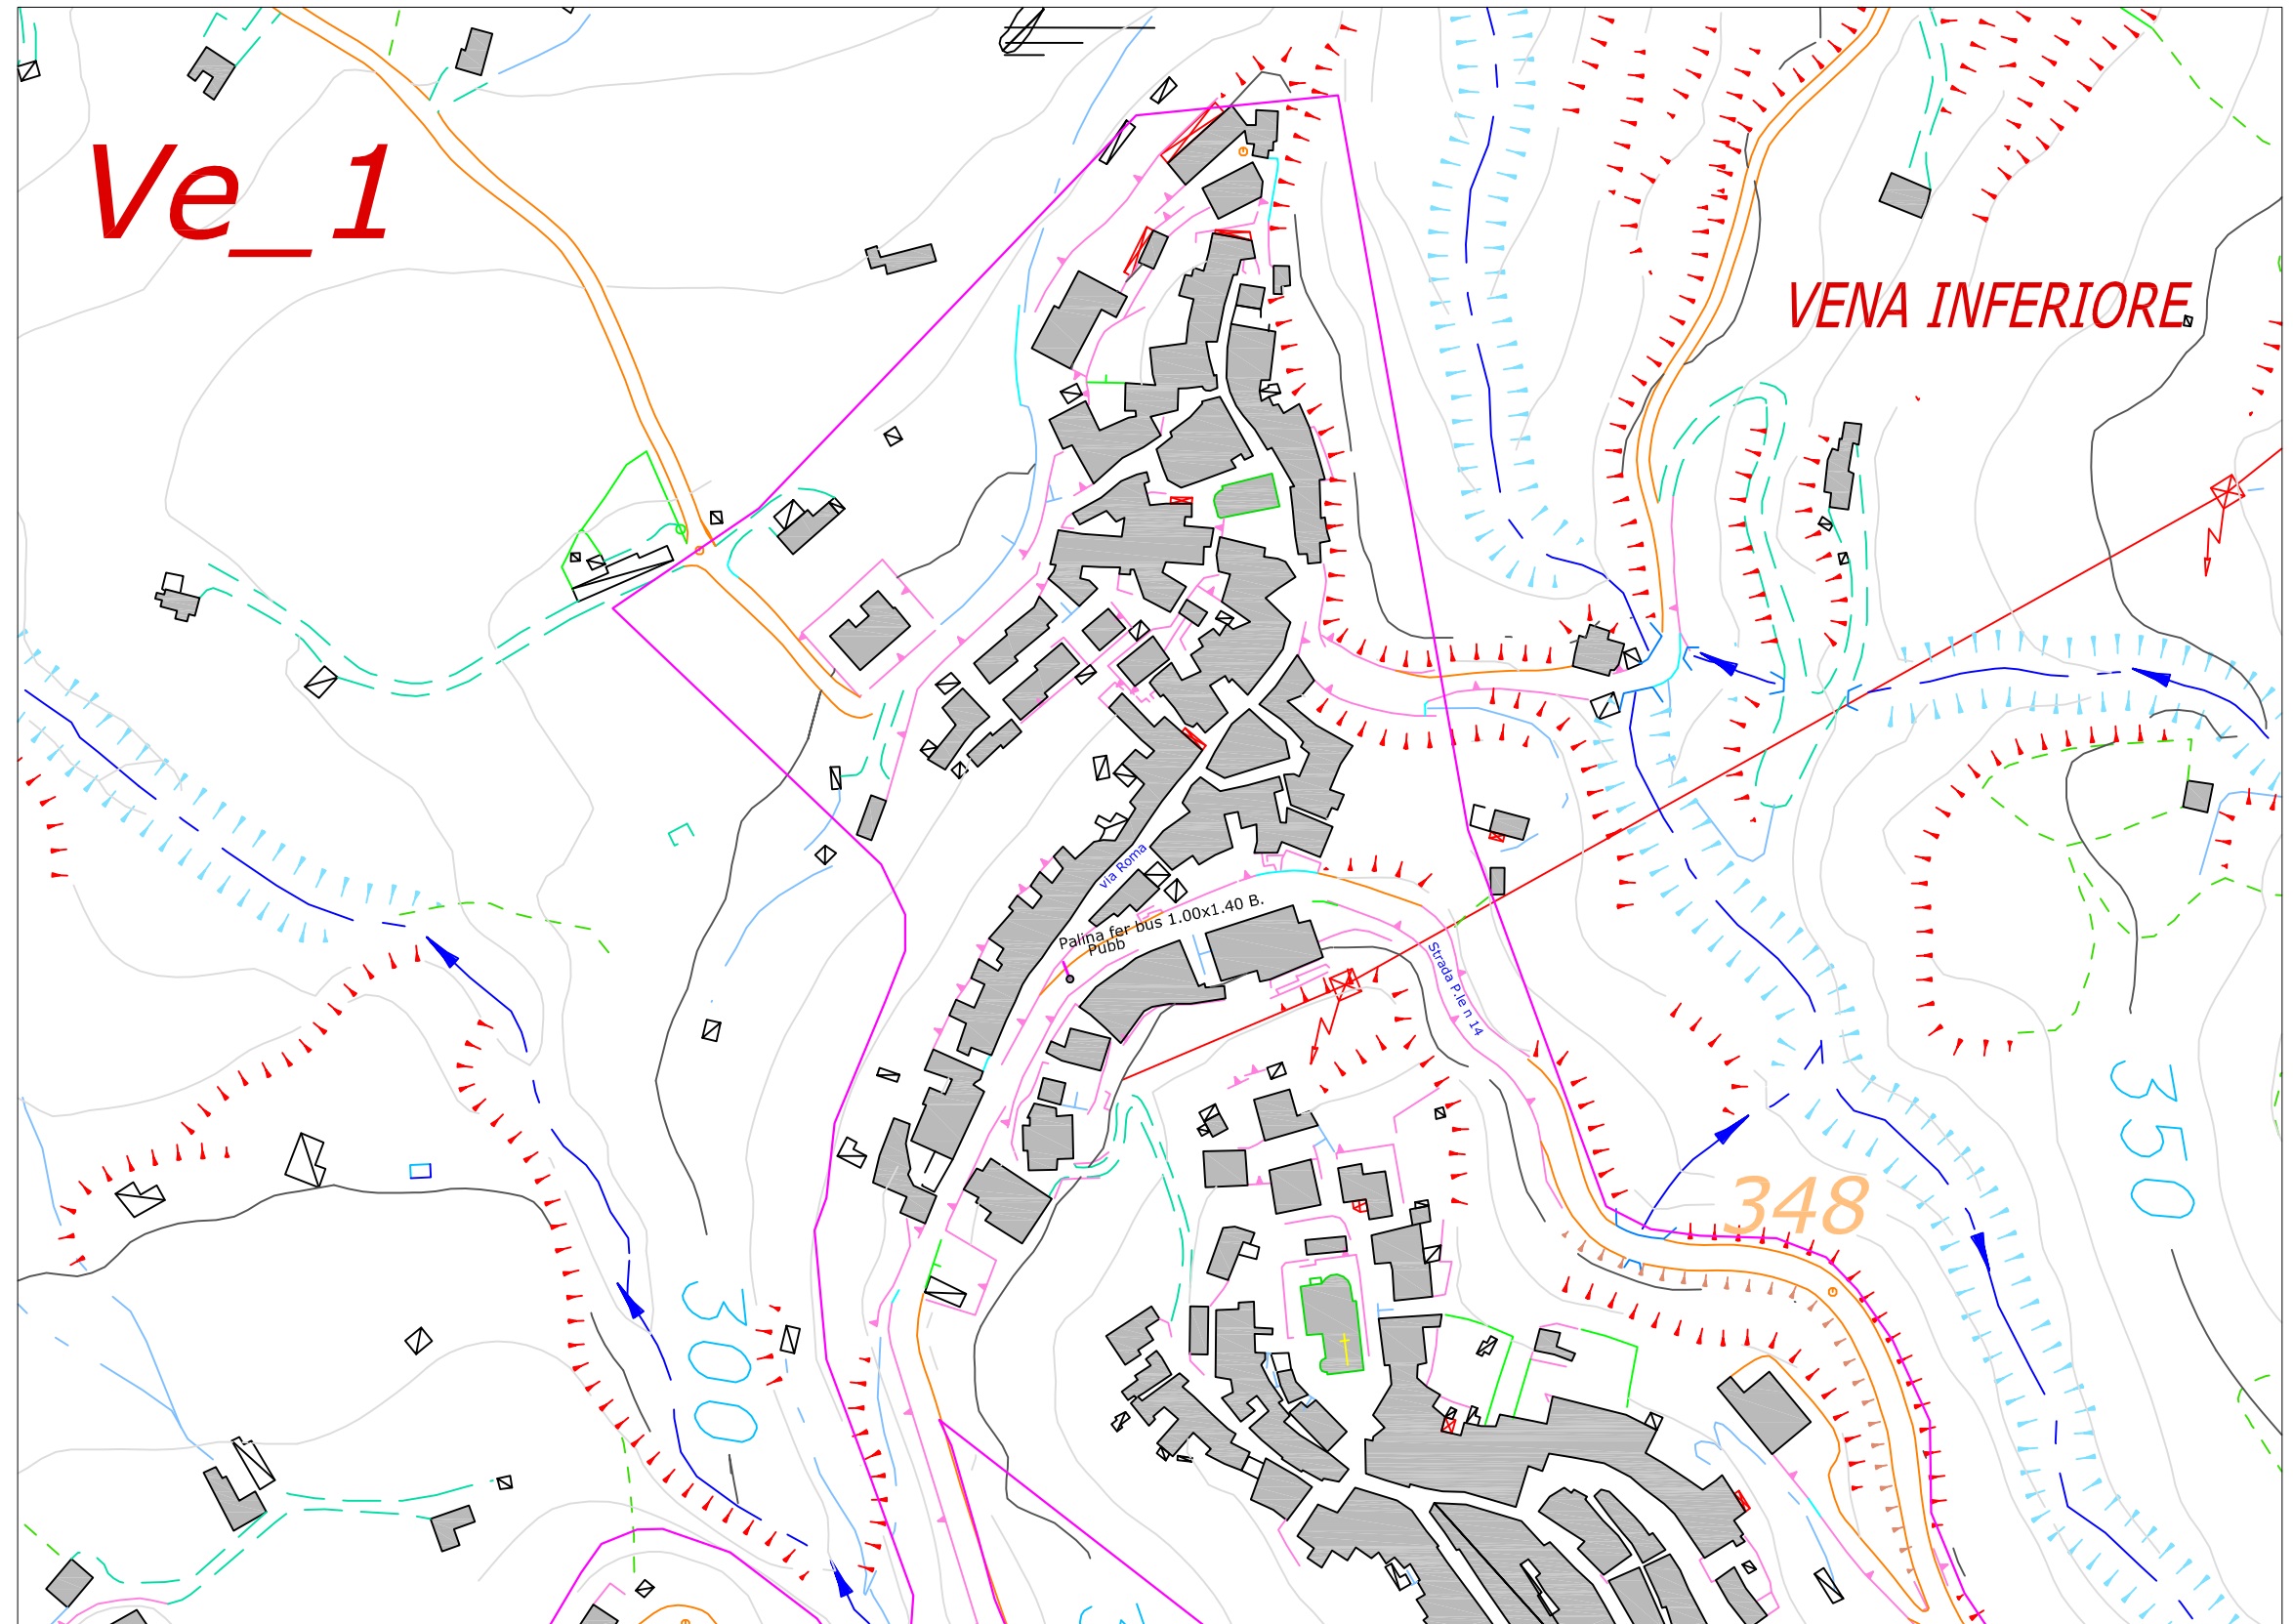 Ve_1
VENA INFERIORE
via Roma
Palina fer bus 1.00x1.40 B.
Pubb
Strada P.le n 14
350
348
300